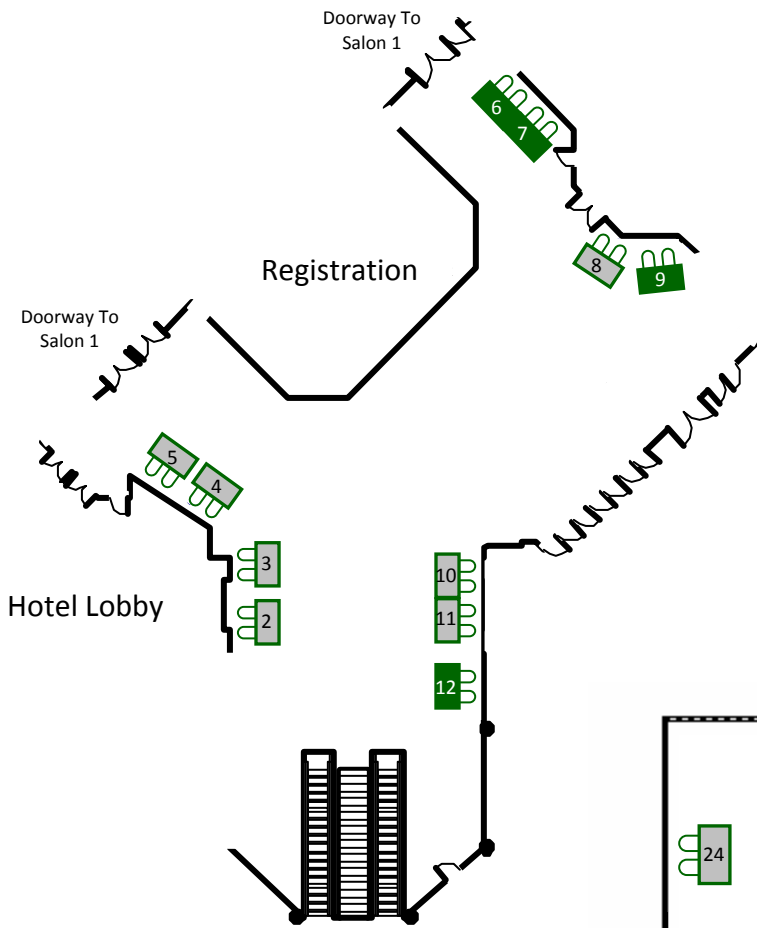 Doorway To
Salon 1
6
7
8
9
Registration
Doorway To
Salon 1
5
4
3
2
Hotel Lobby
10
11
12
24